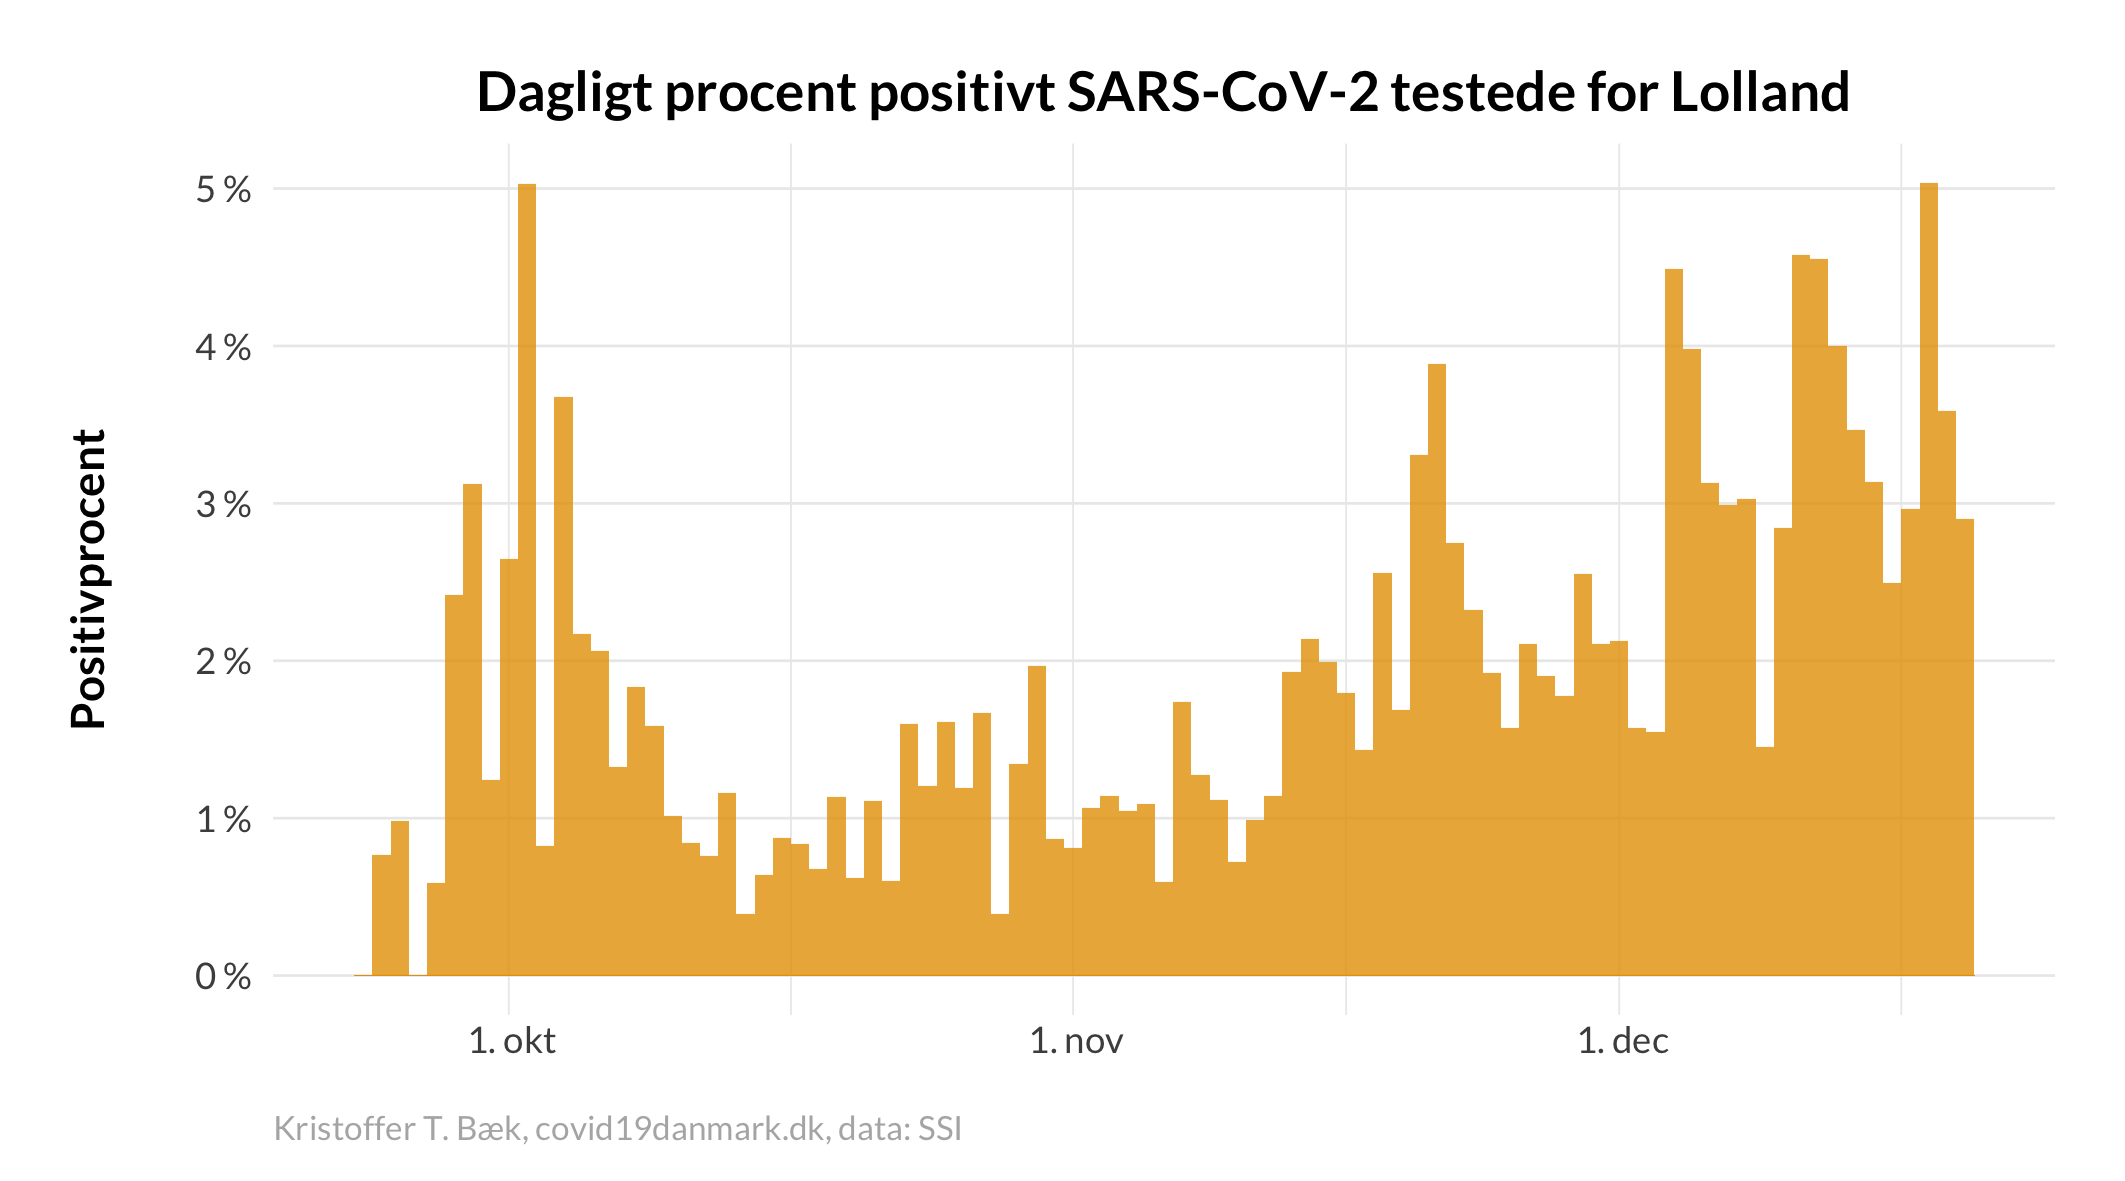 Dagligt procent positivt SARS-CoV-2 testede for Lolland
Positivprocent
5 %
4 %
3 %
2 %
1 %
0 %
1. okt
1. nov
1. dec
Kristoffer T. Bæk, covid19danmark.dk, data: SSI